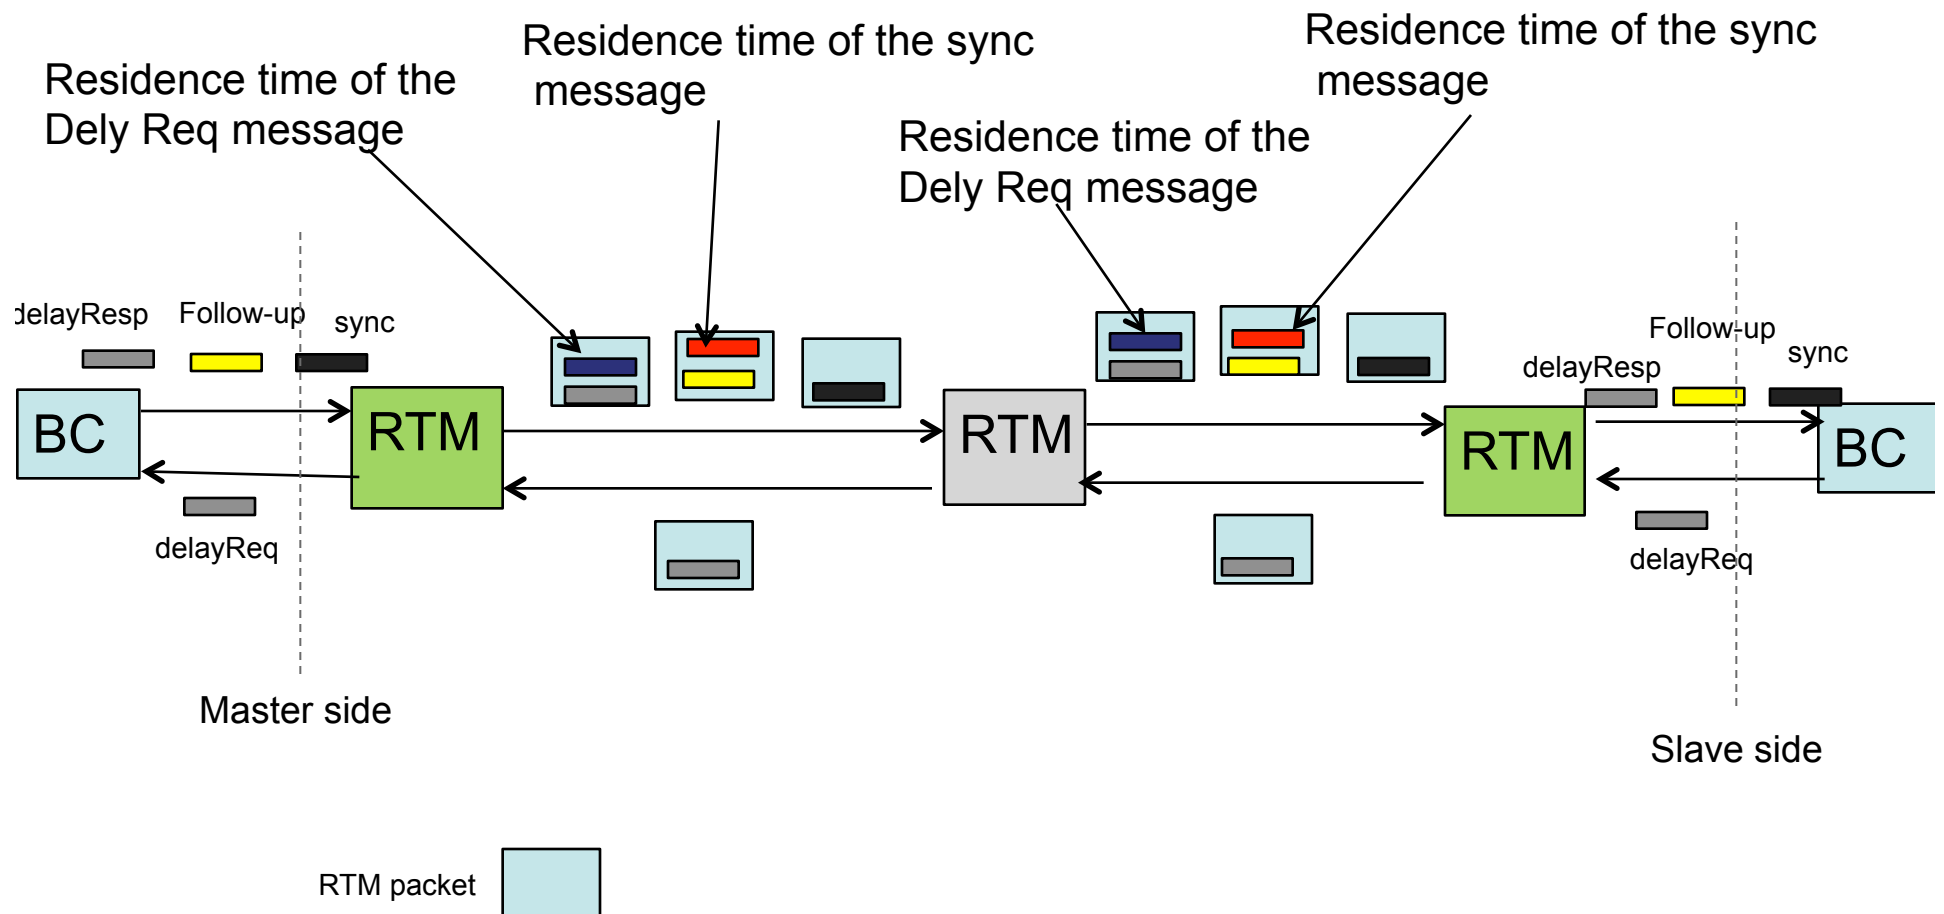 Residence time of the sync
message
Residence time of the sync
message
Residence time of the
Dely Req message
Residence time of the
Dely Req message
delayResp
Follow-up
sync
Follow-up
sync
delayResp
BC
RTM
RTM
RTM
BC
delayReq
delayReq
Master side
Slave side
RTM packet